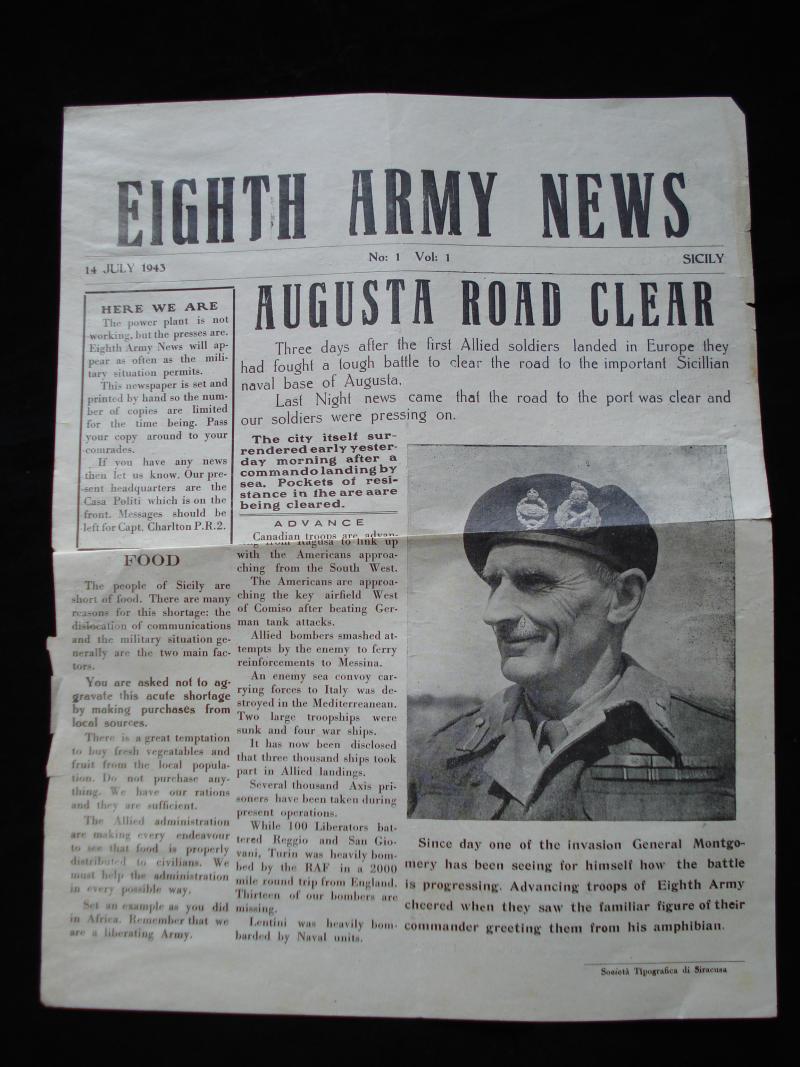 EIGHTH ARMY NEWS
14 JULY 1943
No: 1 Vol: 1
SICILY
HERE WE ARE
The power plant is not
working, but the presses are.
Eighth Army News will ap-
pear as often as the mili-
tary situation permits.
This newspaper is set and
printed by hand so the num-
ber of copies are limited
for the time being. Pass
your copy around to your
comrades.
If you have any news
then let us know. Our pre-
sent headquarters are the
Casa Politi which is on the
front. Messages should be
left for Capt. Charlton P.R.2.
FOOD
The people of Sicily are
short of food. There are many
reasons for this shortage: the
dislocation of communications
and the military situation ge-
nerally are the two main fac-
tors.
You are asked not to ag-
gravate this acute shortage
by making purchases from
local sources.
There is a great temptation
to buy fresh vegeatables and
fruit from the local popula-
tion. Do not purchase any-
thing. We have our rations
and they are sufficient.
The Allied administration
are making every endeavour
to see that food is properly
distributed to civilians. We
must help the administration
in every possible way.
Set an example as you did
in Africa. Remember that we
are a liberating Army.
AUGUSTA ROAD CLEAR
Three days after the first Allied soldiers landed in Europe they
had fought a tough battle to clear the road to the important Sicillian
naval base of Augusta.
Last Night news came that the road to the port was clear and
our soldiers were pressing on.
The city itself sur-
rendered early yester-
day morning after a
commando landing by
sea. Pockets of resi-
stance in the are aare
being cleared.
ADVANCE
Canadian troops are advan-
ng from Ragusa to link up
with the Americans approa-
ching from the South West.
The Americans are approa-
ching the key airfield West
of Comiso after beating Ger-
man tank attacks.
Allied bombers smashed at-
tempts by the enemy to ferry
reinforcements to Messina.
An enemy sea convoy car-
rying forces to Italy was de-
stroyed in the Mediterreanean.
Two large troopships were
sunk and four war ships.
It has now been disclosed
that three thousand ships took
part in Allied landings.
Several thousand Axis pri-
soners have been taken during
present operations.
While 100 Liberators bat-
tered Reggio and San Gio-
vani, Turin was heavily bom-
bed by the RAF in a 2000
mile round trip from England.
Thirteen of our bombers are
missing.
Lentini was heavily bom-
barded by Naval units.
Since day one of the invasion General Montgo-
mery has been seeing for himself how the battle
is progressing. Advancing troops of Eighth Army
cheered when they saw the familiar figure of their
commander greeting them from his amphibian.
Società Tipografica di Siracusa